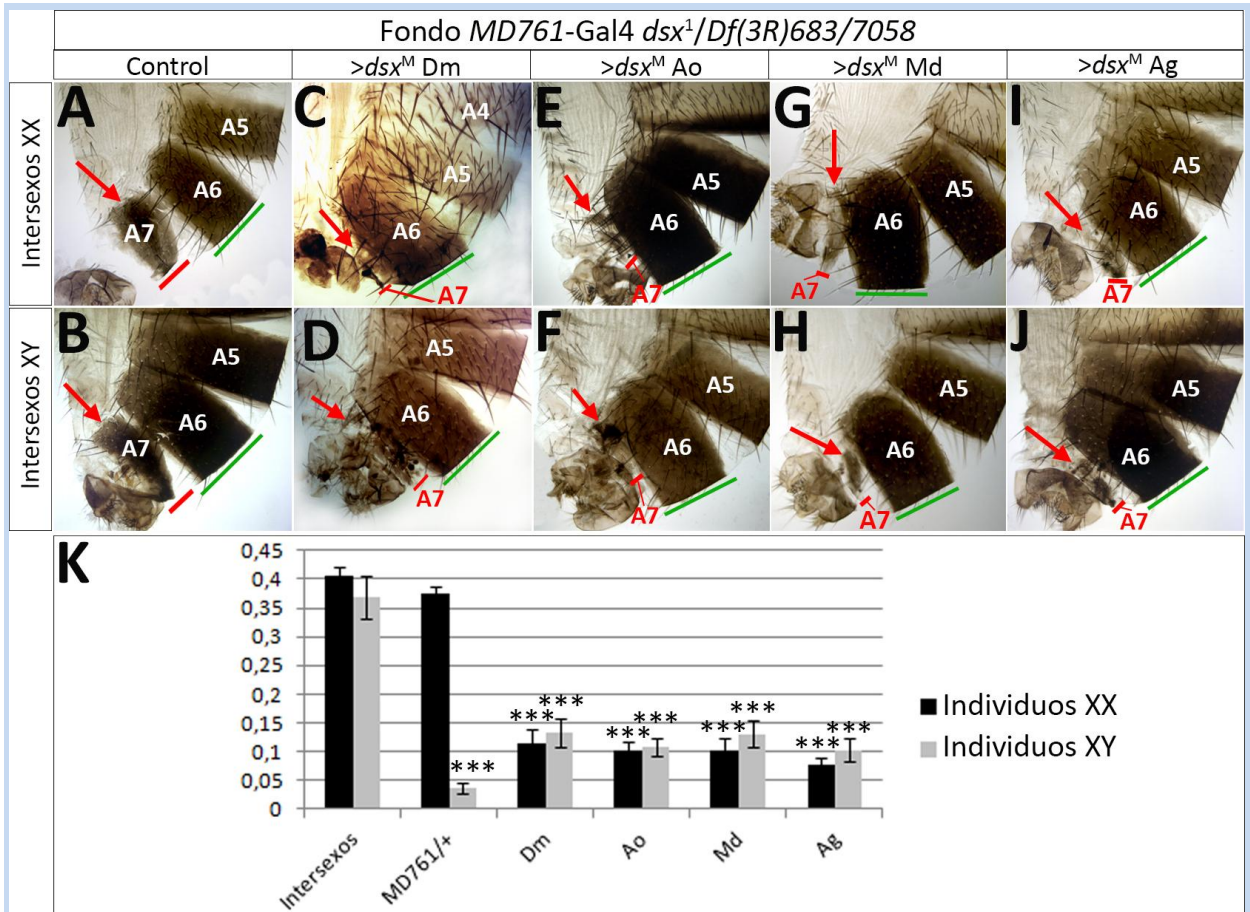 Fondo MD761-Gal4 dsx¹/Df(3R)683/7058
Control
>dsxᴹ Dm
>dsxᴹ Ao
>dsxᴹ Md
>dsxᴹ Ag
Intersexos XX
A
A5
A6
A7
C
A4
A5
A6
A7
E
A5
A6
A7
G
A5
A6
A7
I
A5
A6
A7
Intersexos XY
B
A5
A6
A7
D
A5
A6
A7
F
A5
A6
A7
H
A5
A6
A7
J
A5
A6
A7
K
0,45
0,4
0,35
0,3
0,25
0,2
0,15
0,1
0,05
0
***
*** ***
*** ***
*** ***
*** ***
Intersexos
MD761/+
Dm
Ao
Md
Ag
Individuos XX
Individuos XY